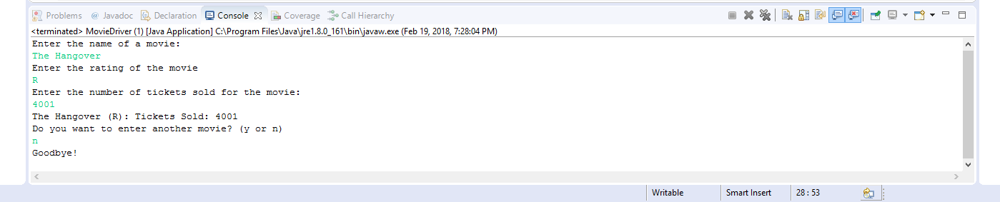 Problems @ Javadoc Declaration Console Coverage Call Hierarchy
<terminated> MovieDriver (1) [Java Application] C:\Program Files\Java\jre1.8.0_161\bin\javaw.exe (Feb 19, 2018, 7:28:04 PM)
Enter the name of a movie:
The Hangover
Enter the rating of the movie
R
Enter the number of tickets sold for the movie:
4001
The Hangover (R): Tickets Sold: 4001
Do you want to enter another movie? (y or n)
n
Goodbye!
Writable Smart Insert 28 : 53